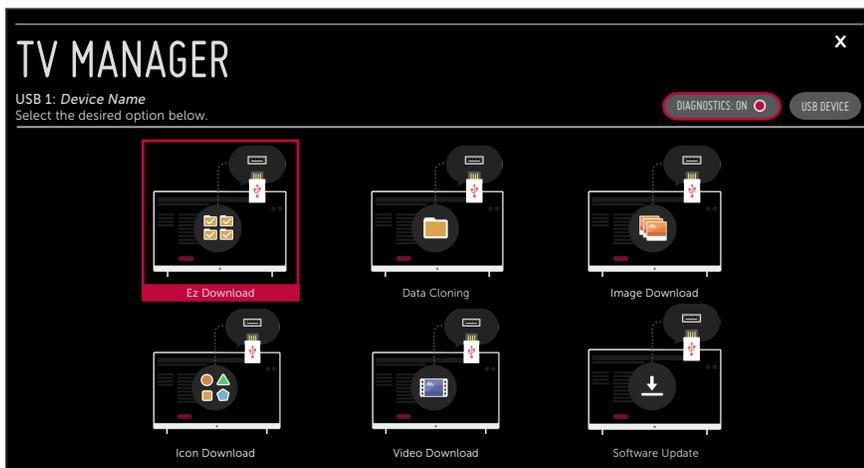 X
TV MANAGER
USB 1: Device Name
Select the desired option below.
DIAGNOSTICS: ON
USB DEVICE
Ez Download
Data Cloning
Image Download
Icon Download
Video Download
Software Update